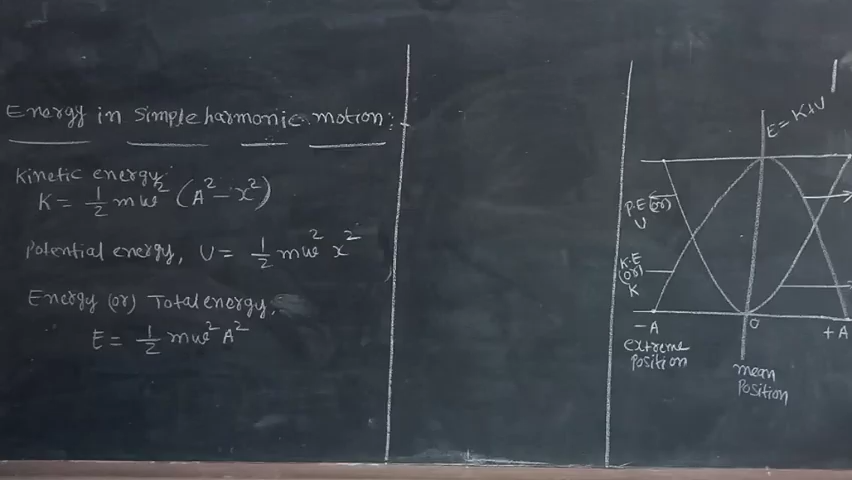 Energy in Simple harmonic motion:
Kinetic energy:
K = 1/2 mω² (A² - x²)
Potential energy, U = 1/2 mω² x²
Energy (or) Total energy,
E = 1/2 mω² A²
E = K+U
P.E (or)
U
K.E
(or)
K
-A
O
+A
extreme
Position
mean
Position